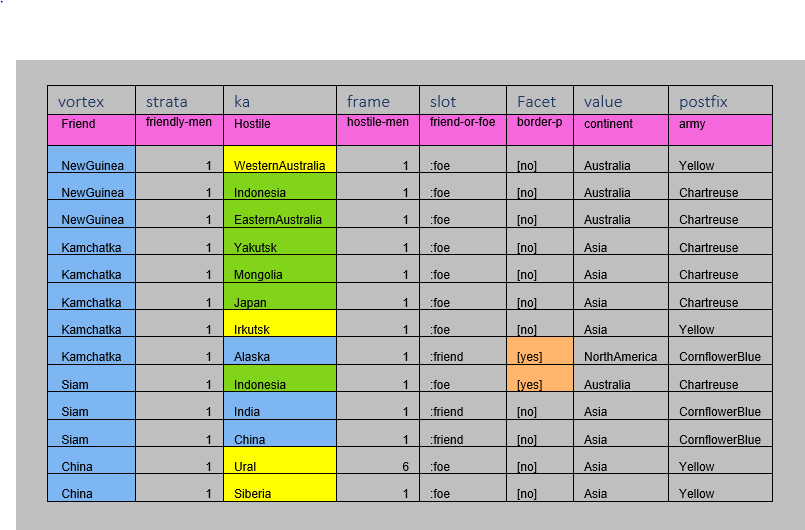 .
vortex strata ka frame slot Facet value postfix
Friend friendly-men Hostile hostile-men friend-or-foe border-p continent army
NewGuinea 1 WesternAustralia 1 :foe [no] Australia Yellow
NewGuinea 1 Indonesia 1 :foe [no] Australia Chartreuse
NewGuinea 1 EasternAustralia 1 :foe [no] Australia Chartreuse
Kamchatka 1 Yakutsk 1 :foe [no] Asia Chartreuse
Kamchatka 1 Mongolia 1 :foe [no] Asia Chartreuse
Kamchatka 1 Japan 1 :foe [no] Asia Chartreuse
Kamchatka 1 Irkutsk 1 :foe [no] Asia Yellow
Kamchatka 1 Alaska 1 :friend [yes] NorthAmerica CornflowerBlue
Siam 1 Indonesia 1 :foe [yes] Australia Chartreuse
Siam 1 India 1 :friend [no] Asia CornflowerBlue
Siam 1 China 1 :friend [no] Asia CornflowerBlue
China 1 Ural 6 :foe [no] Asia Yellow
China 1 Siberia 1 :foe [no] Asia Yellow